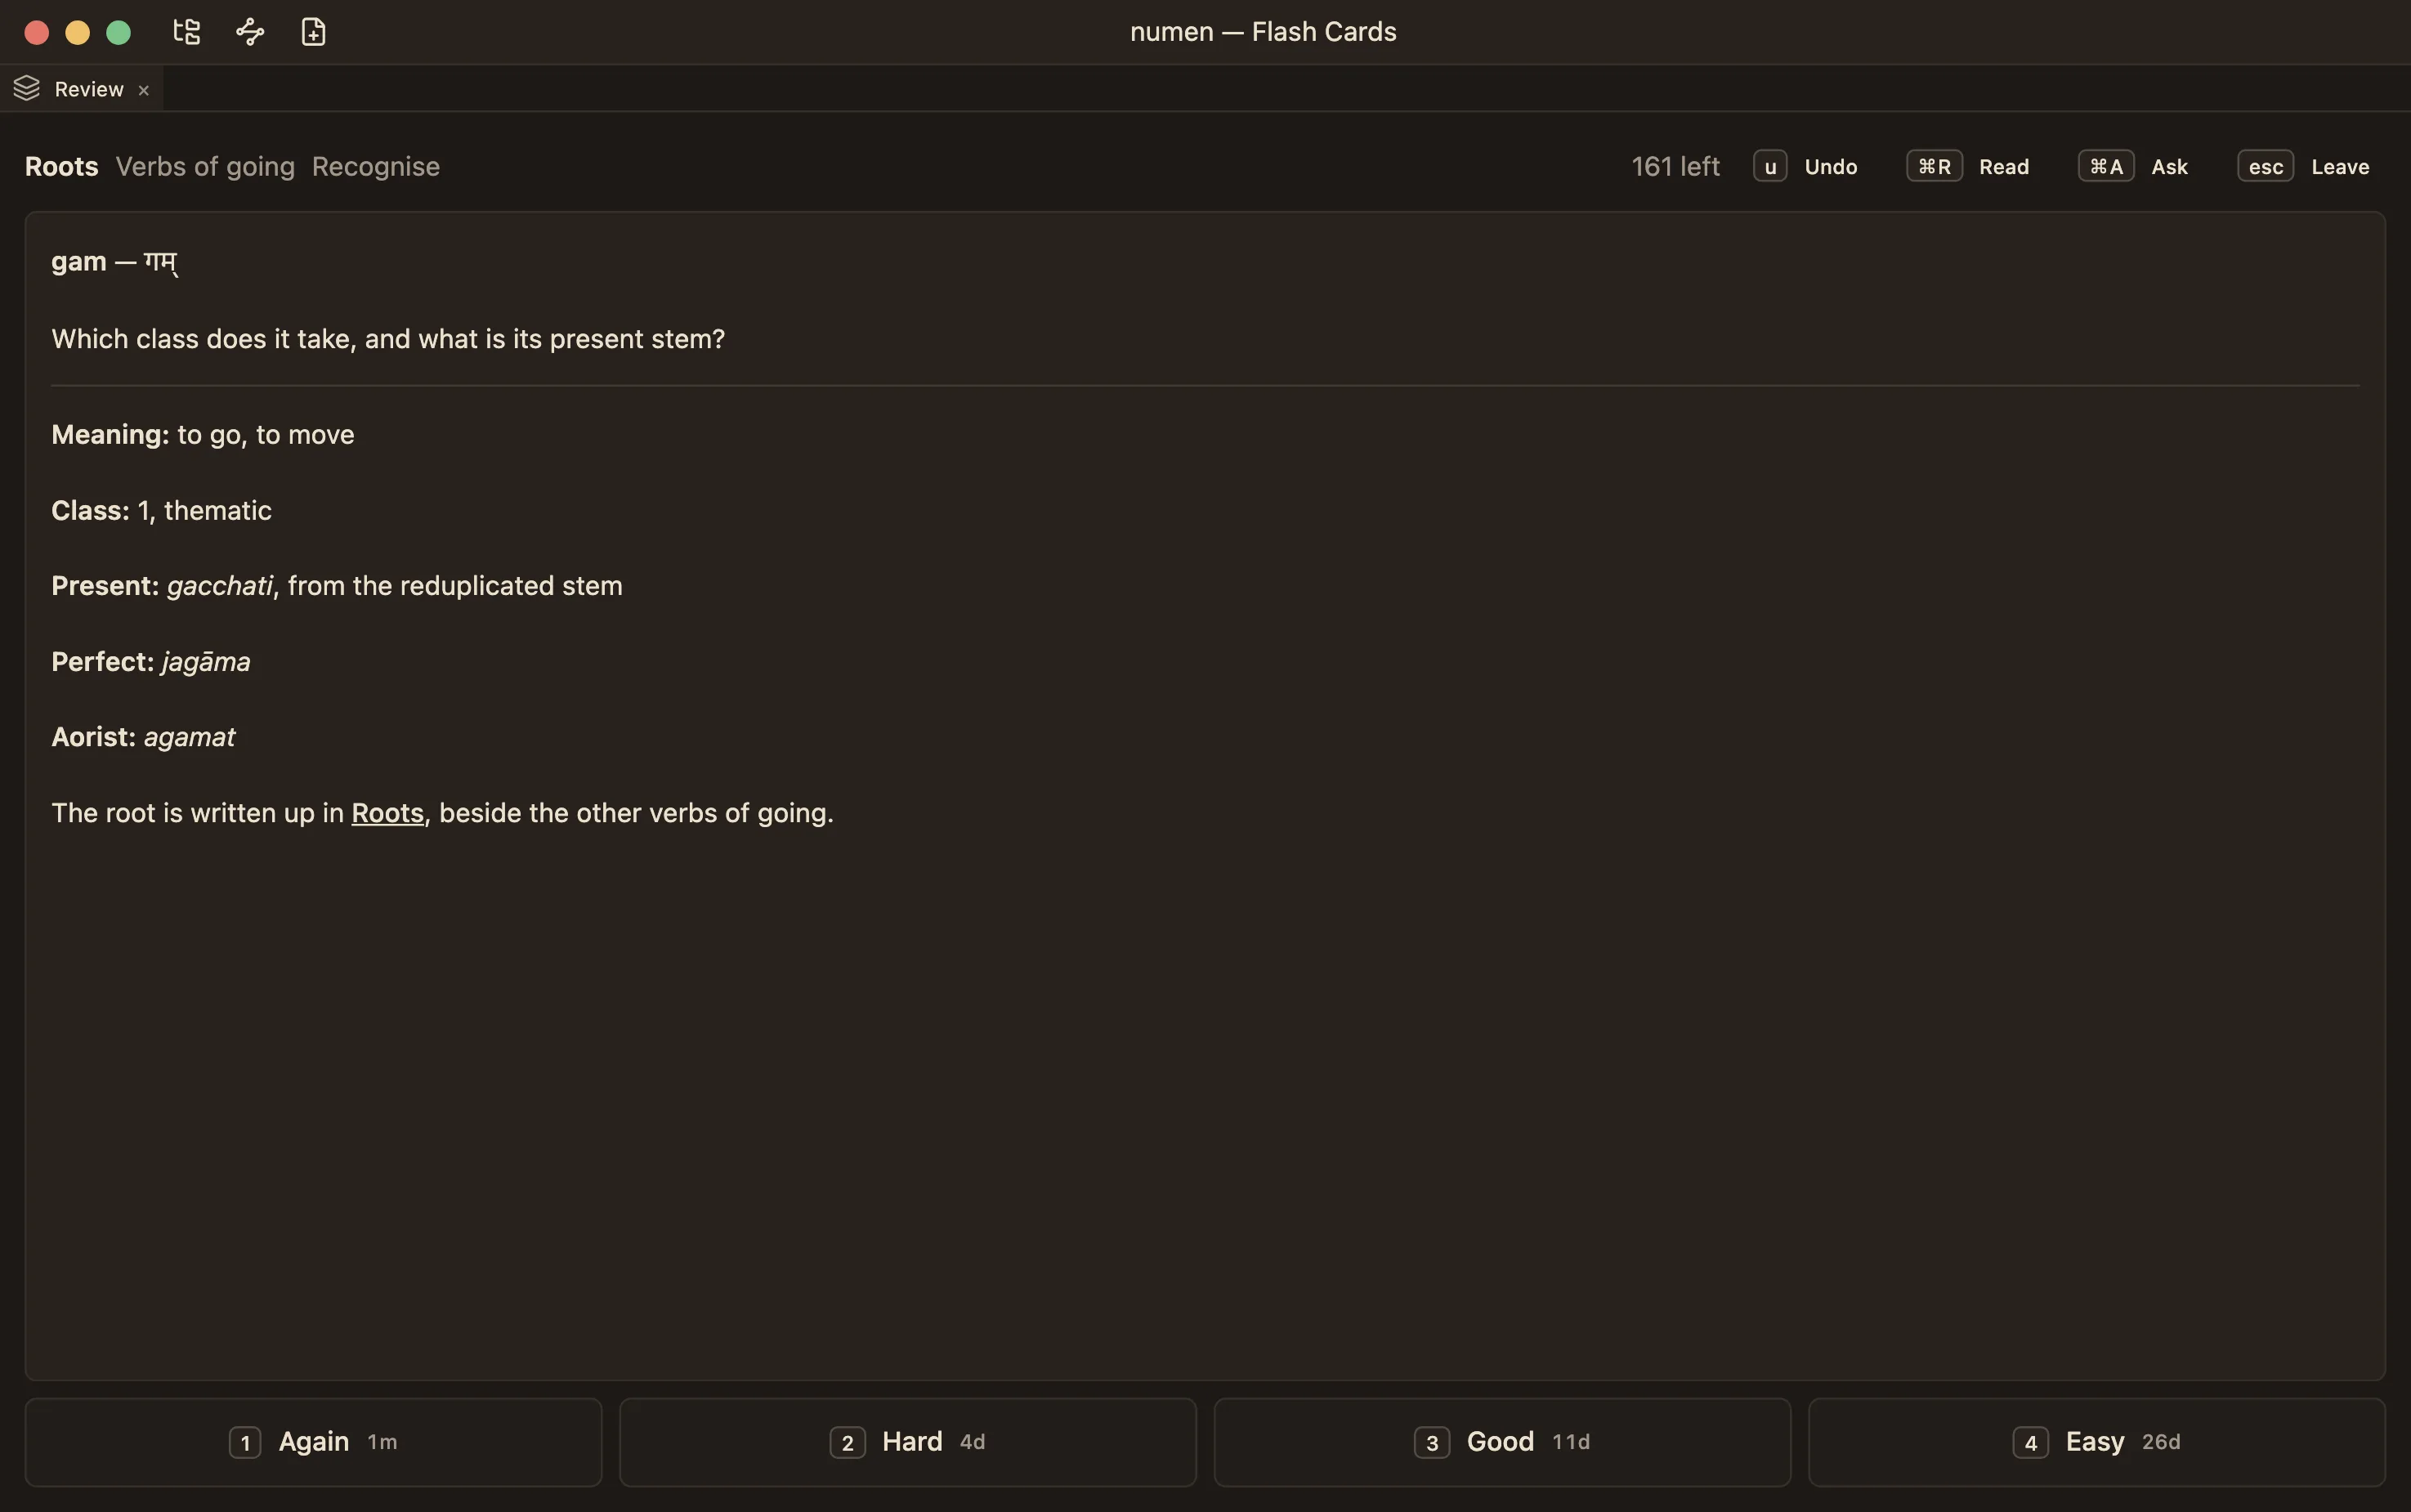 numen — Flash Cards
Review ×
Roots Verbs of going Recognise
161 left u Undo ⌘R Read ⌘A Ask esc Leave
gam — गम्
Which class does it take, and what is its present stem?
Meaning: to go, to move
Class: 1, thematic
Present: gacchati, from the reduplicated stem
Perfect: jagāma
Aorist: agamat
The root is written up in Roots, beside the other verbs of going.
1 Again 1m
2 Hard 4d
3 Good 11d
4 Easy 26d